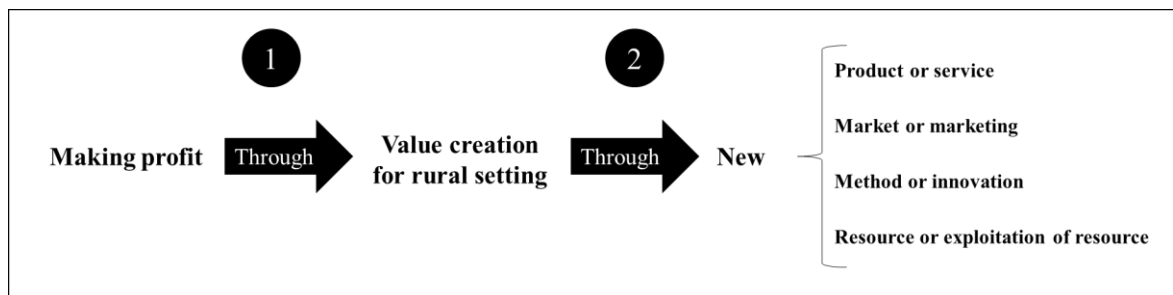 1
2
Making profit
Through
Value creation
for rural setting
Through
New
Product or service
Market or marketing
Method or innovation
Resource or exploitation of resource